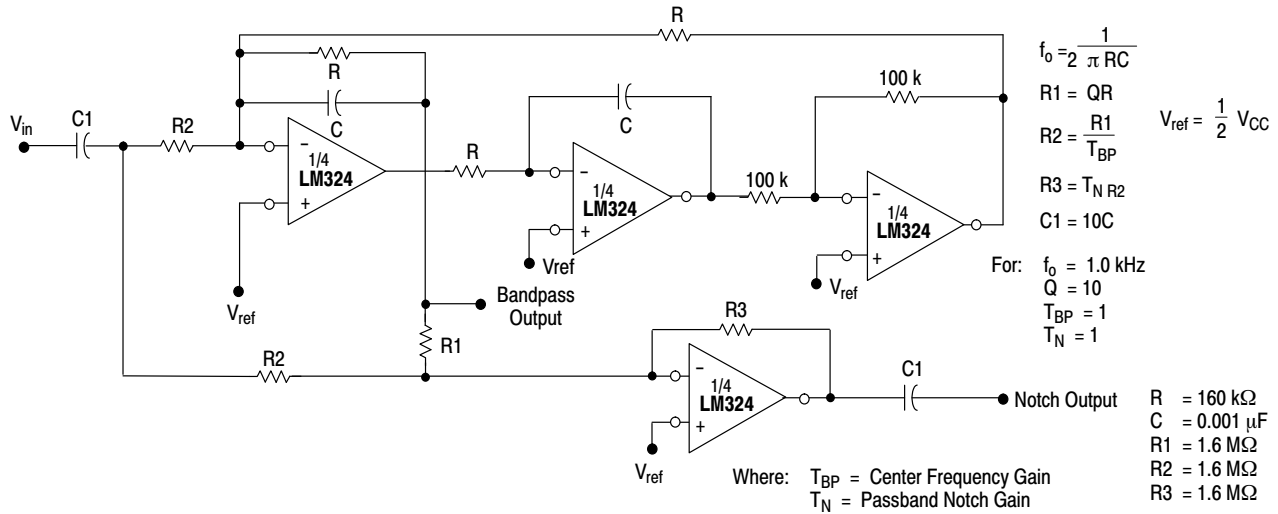 R
R
C
C1
V_in
R2
1/4
LM324
−
+
V_ref
R
C
1/4
LM324
−
+
Vref
100 k
100 k
1/4
LM324
−
+
V_ref
Bandpass
Output
R1
R2
R3
1/4
LM324
−
+
V_ref
C1
Notch Output
f_o = 2 1/π RC
R1 = QR
R2 = R1/T_BP
R3 = T_N R2
C1 = 10C
V_ref = 1/2 V_CC
For: f_o = 1.0 kHz
Q = 10
T_BP = 1
T_N = 1
Where: T_BP = Center Frequency Gain
T_N = Passband Notch Gain
R = 160 kΩ
C = 0.001 μF
R1 = 1.6 MΩ
R2 = 1.6 MΩ
R3 = 1.6 MΩ